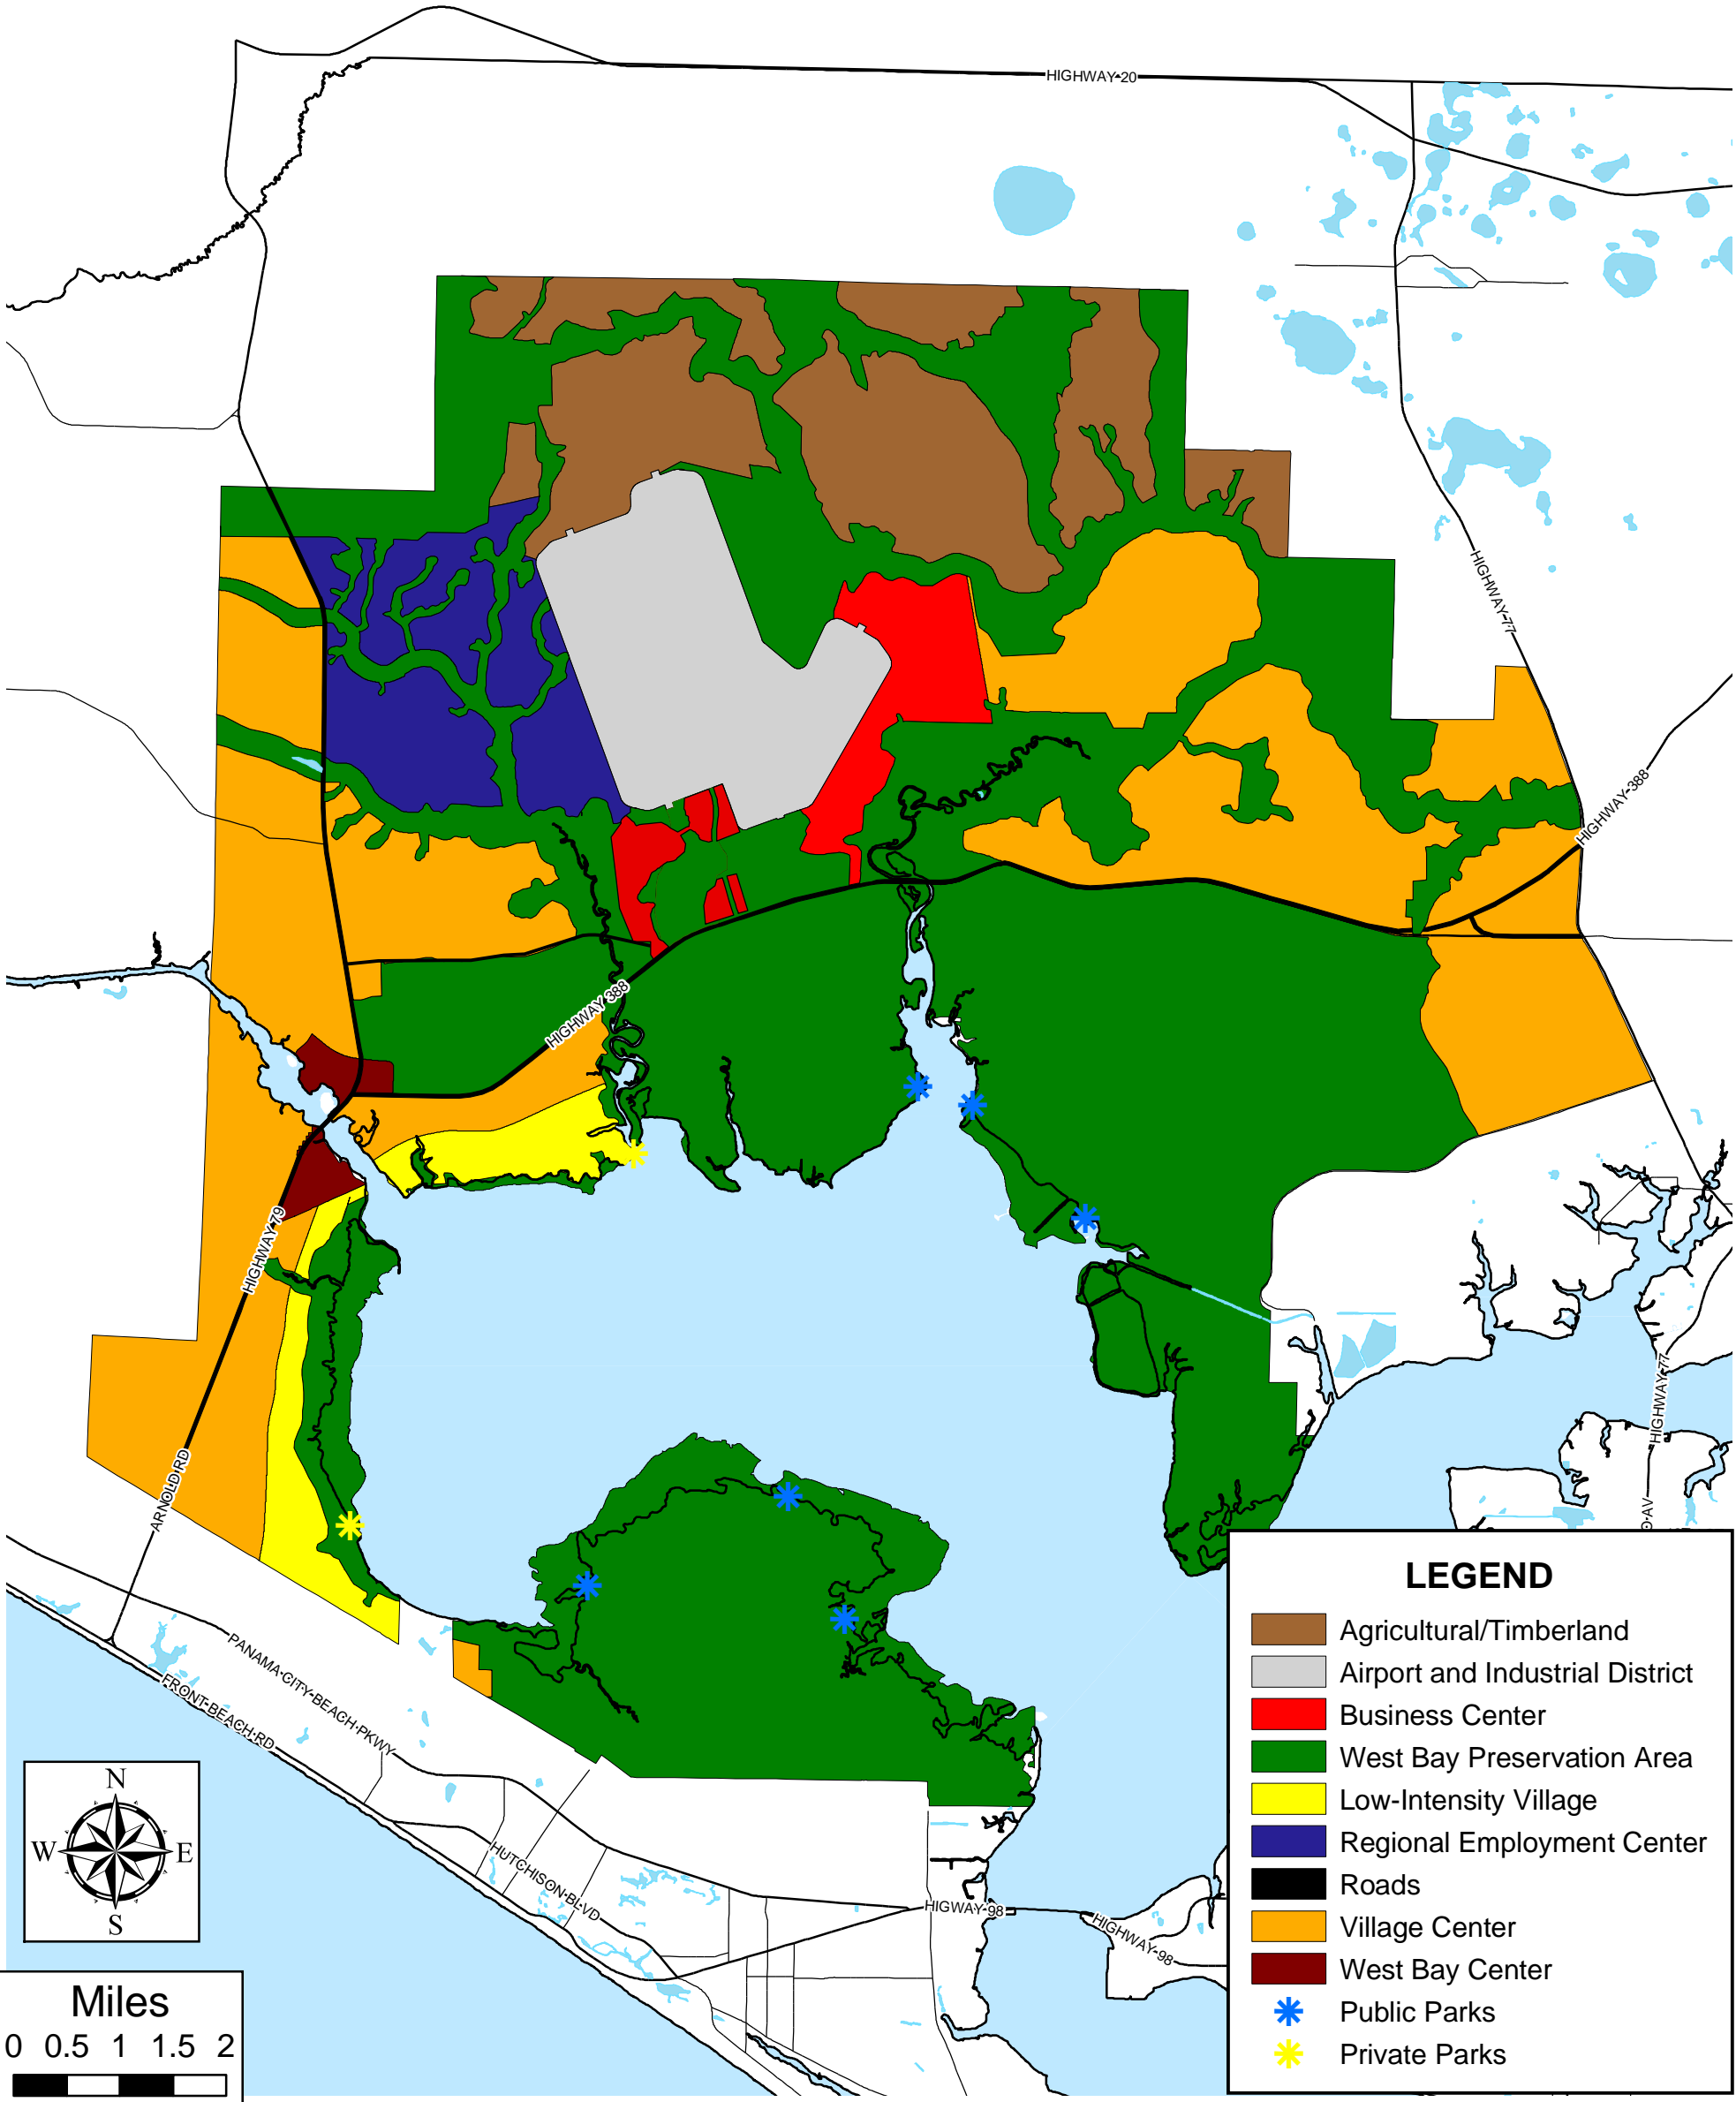 HIGHWAY 20
HIGHWAY 77
HIGHWAY 388
HIGHWAY 388
HIGHWAY 79
HIGHWAY 77
ARNOLD RD
O AV
PANAMA CITY BEACH PKWY
FRONT BEACH RD
HUTCHISON BLVD
HIGWAY 98
HIGHWAY 98
N
W
E
S
Miles
0 0.5 1 1.5 2
LEGEND
Agricultural/Timberland
Airport and Industrial District
Business Center
West Bay Preservation Area
Low-Intensity Village
Regional Employment Center
Roads
Village Center
West Bay Center
Public Parks
Private Parks